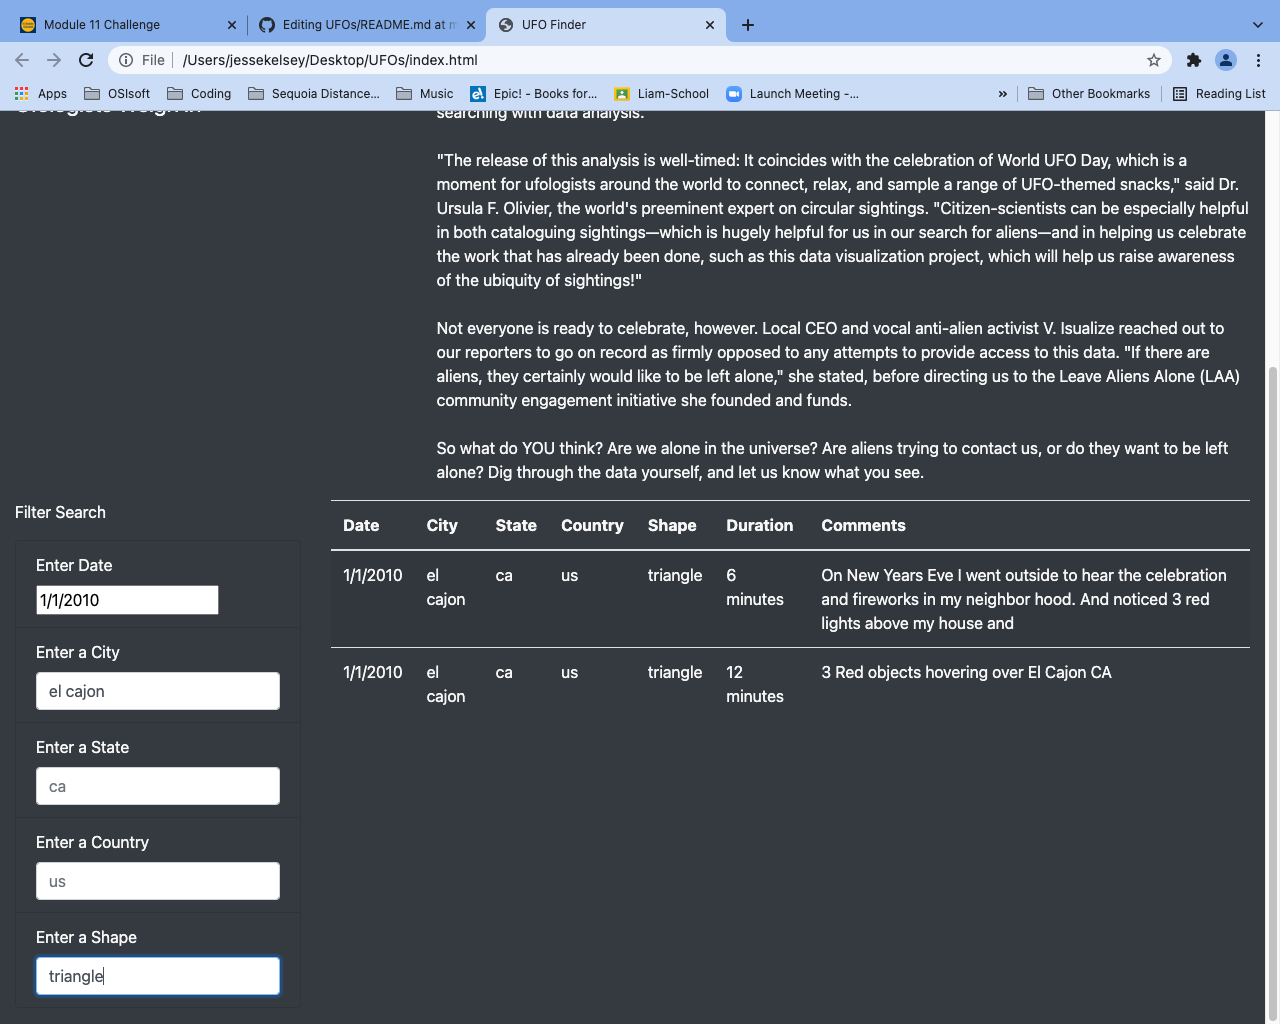 Module 11 Challenge
Editing UFOs/README.md at m
UFO Finder
File
/Users/jessekelsey/Desktop/UFOs/index.html
Apps
OSIsoft
Coding
Sequoia Distance...
Music
Epic! - Books for...
Liam-School
Launch Meeting -...
»
Other Bookmarks
Reading List
searching with data analysis.
"The release of this analysis is well-timed: It coincides with the celebration of World UFO Day, which is a
moment for ufologists around the world to connect, relax, and sample a range of UFO-themed snacks," said Dr.
Ursula F. Olivier, the world's preeminent expert on circular sightings. "Citizen-scientists can be especially helpful
in both cataloguing sightings—which is hugely helpful for us in our search for aliens—and in helping us celebrate
the work that has already been done, such as this data visualization project, which will help us raise awareness
of the ubiquity of sightings!"
Not everyone is ready to celebrate, however. Local CEO and vocal anti-alien activist V. Isualize reached out to
our reporters to go on record as firmly opposed to any attempts to provide access to this data. "If there are
aliens, they certainly would like to be left alone," she stated, before directing us to the Leave Aliens Alone (LAA)
community engagement initiative she founded and funds.
So what do YOU think? Are we alone in the universe? Are aliens trying to contact us, or do they want to be left
alone? Dig through the data yourself, and let us know what you see.
Filter Search
Enter Date
1/1/2010
Enter a City
el cajon
Enter a State
ca
Enter a Country
us
Enter a Shape
triangle
Date City State Country Shape Duration Comments
1/1/2010 el ca us triangle 6 On New Years Eve I went outside to hear the celebration
cajon minutes and fireworks in my neighbor hood. And noticed 3 red
lights above my house and
1/1/2010 el ca us triangle 12 3 Red objects hovering over El Cajon CA
cajon minutes